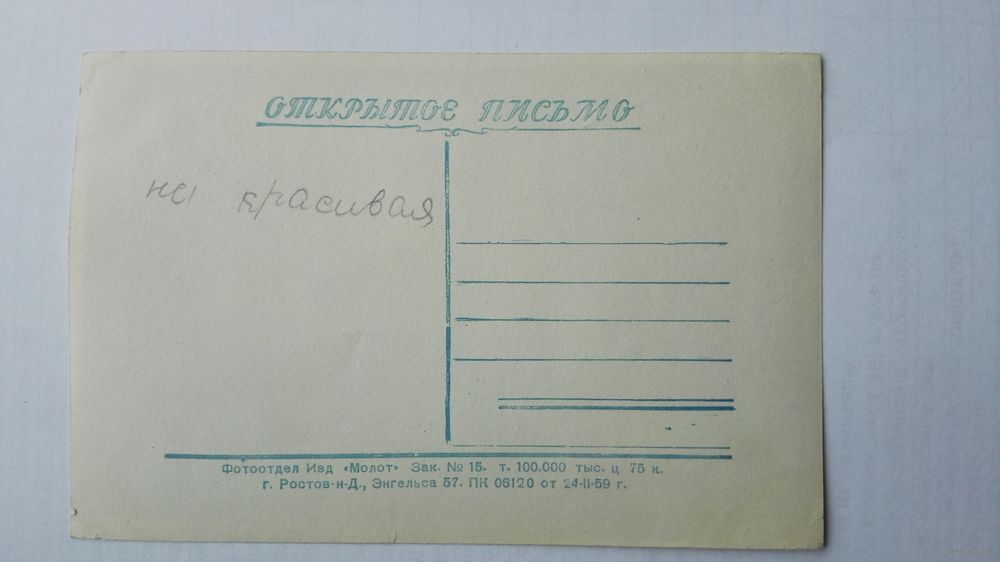 ОТКРЫТОЕ ПИСЬМО
на красивая
Фотоотдел Изд «Молот» Зак. № 15. т. 100.000 тыс. ц 75 к.
г. Ростов-н-Д., Энгельса 57. ПК 06120 от 24-II-59 г.